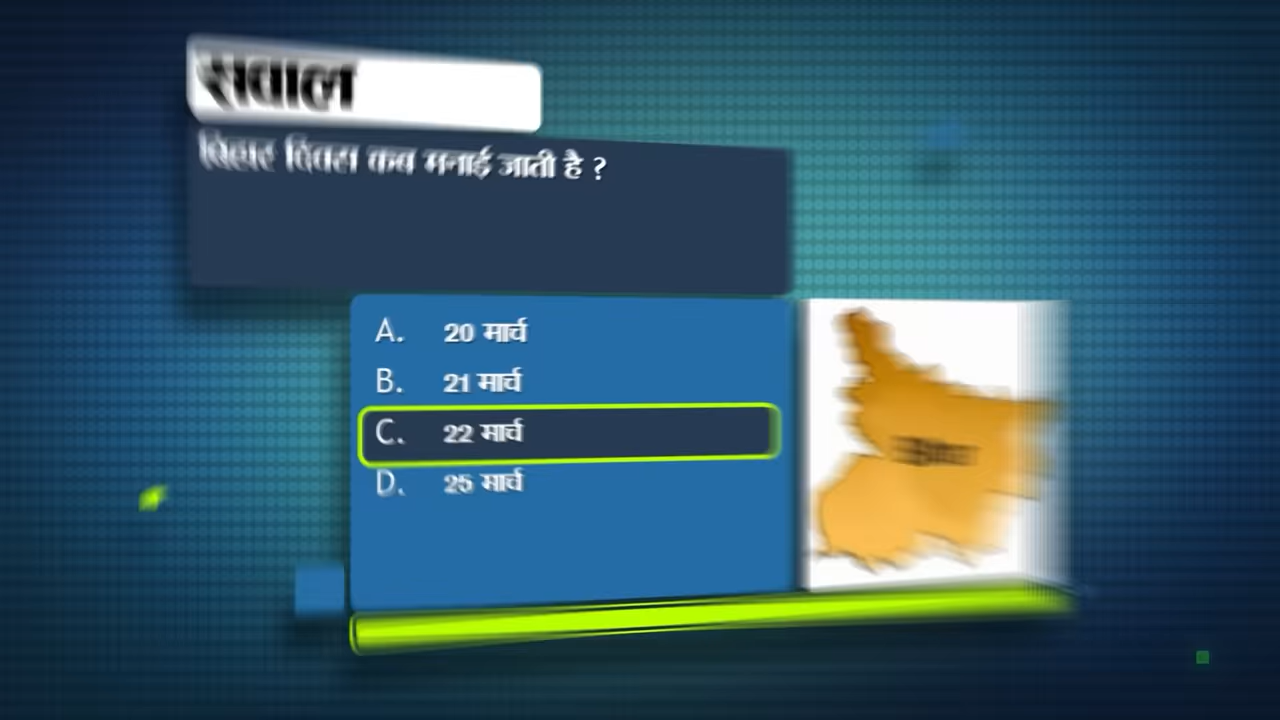 सवाल
बिहार दिवस कब मनाई जाती है ?
A. 20 मार्च
B. 21 मार्च
C. 22 मार्च
D. 25 मार्च